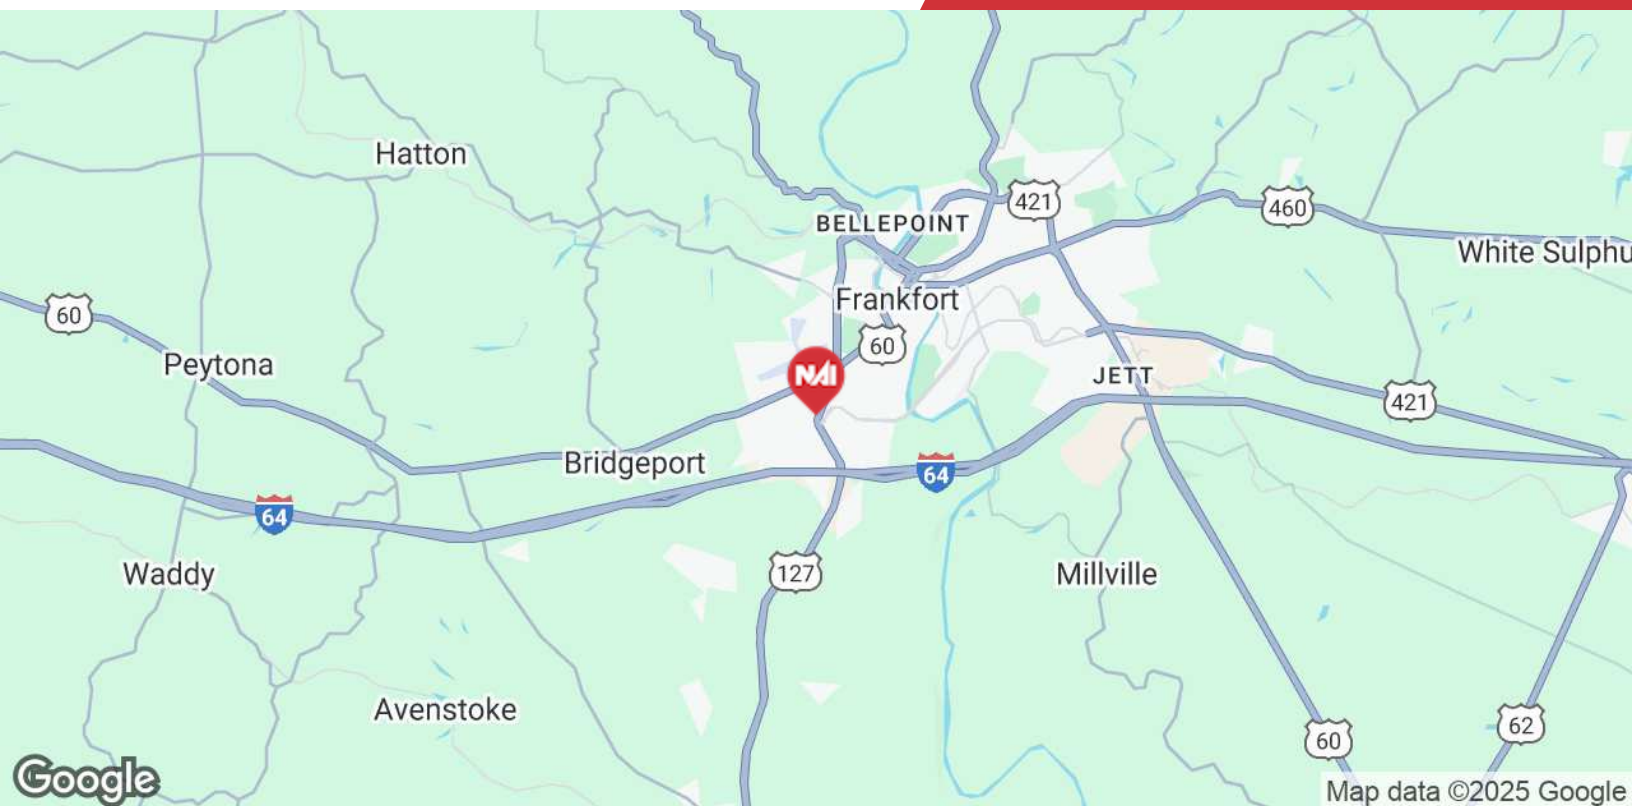 Hatton
421
460
BELLEPOINT
White Sulphu
60
Frankfort
60
Peytona
NAI
JETT
421
Bridgeport
64
64
Waddy
127
Millville
Avenstoke
62
60
Google
Map data ©2025 Google